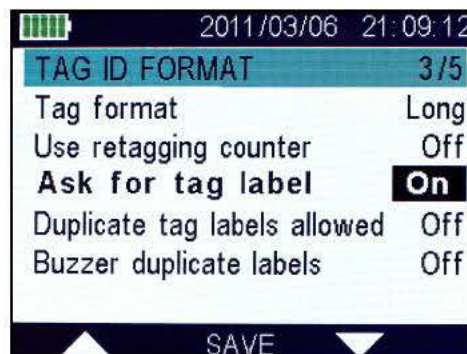 2011/03/06 21:09:12
TAG ID FORMAT 3/5
Tag format Long
Use retagging counter Off
Ask for tag label On
Duplicate tag labels allowed Off
Buzzer duplicate labels Off
SAVE